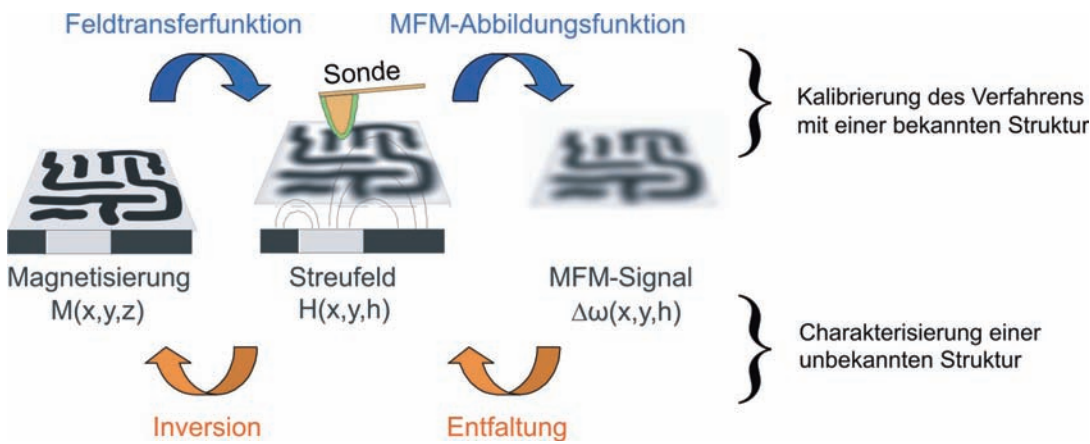 Feldtransferfunktion
MFM-Abbildungsfunktion
Sonde
Kalibrierung des Verfahrens
mit einer bekannten Struktur
Magnetisierung
M(x,y,z)
Streufeld
H(x,y,h)
MFM-Signal
Δω(x,y,h)
Charakterisierung einer
unbekannten Struktur
Inversion
Entfaltung